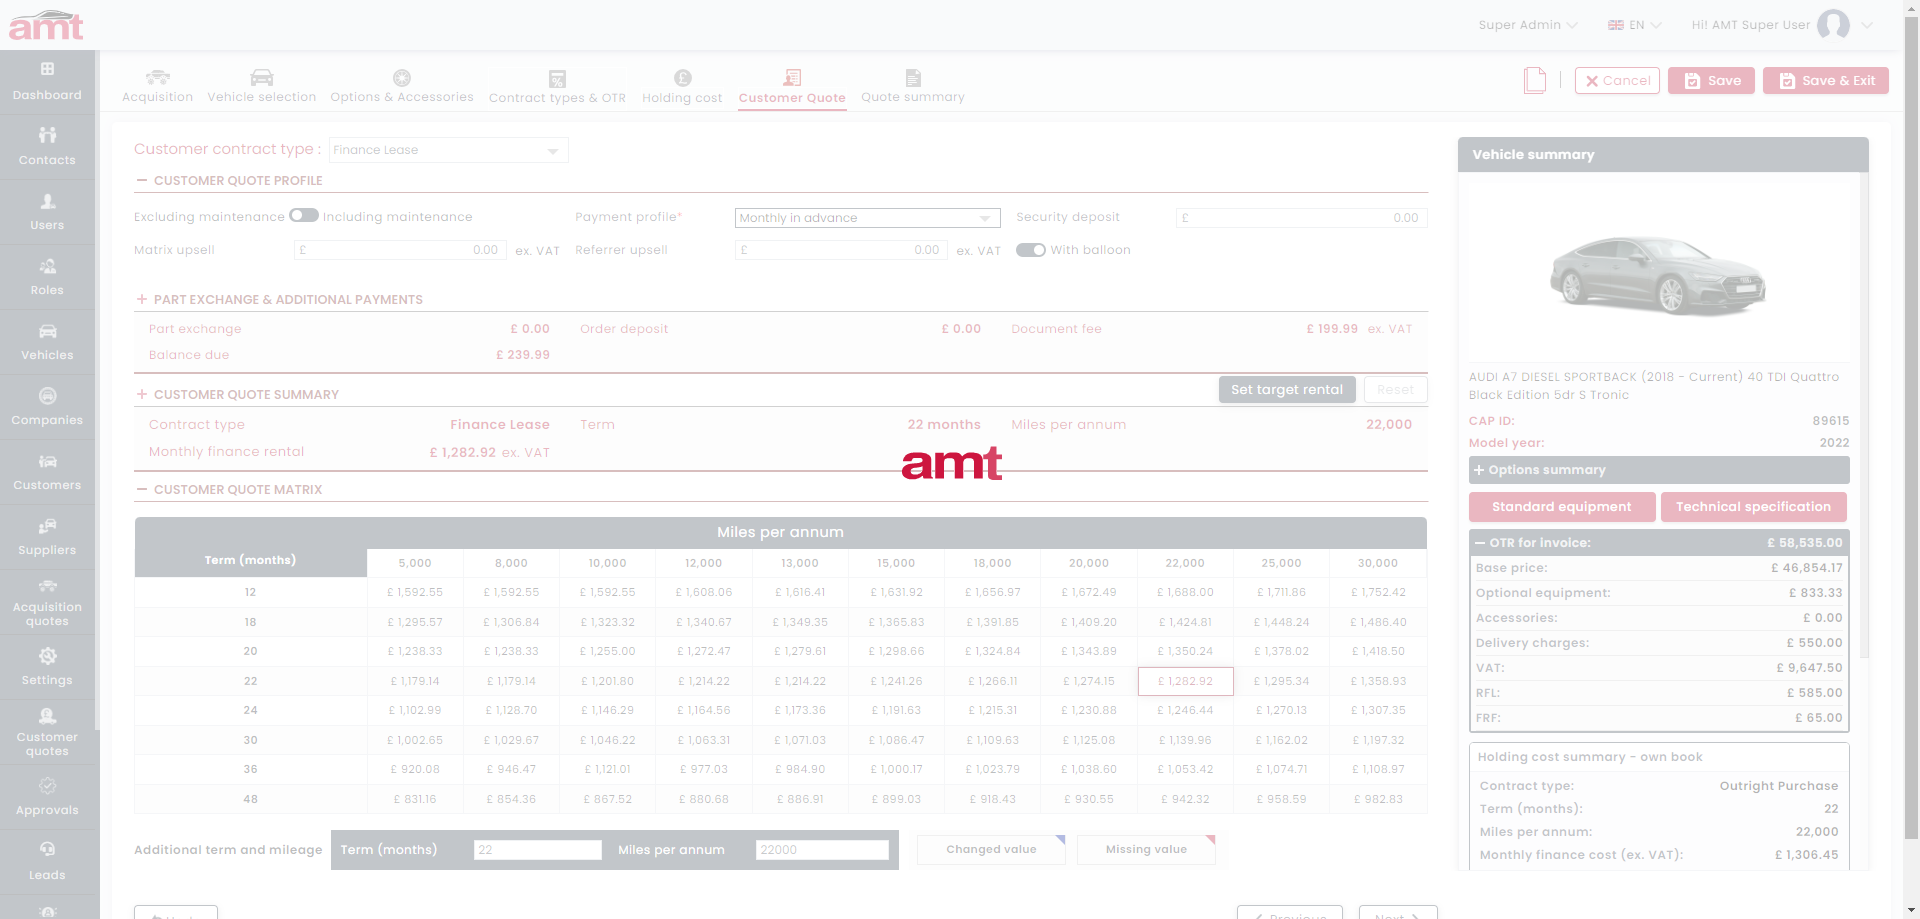 amt
Super Admin
EN
Hi! AMT Super User
Dashboard
Contacts
Users
Roles
Vehicles
Companies
Customers
Suppliers
Acquisition
quotes
Settings
Customer
quotes
Approvals
Leads
Acquisition
Vehicle selection
Options & Accessories
Contract types & OTR
Holding cost
Customer Quote
Quote summary
Cancel
Save
Save & Exit
Customer contract type :
Finance Lease
CUSTOMER QUOTE PROFILE
Excluding maintenance
Including maintenance
Payment profile*
Monthly in advance
Security deposit
£ 0.00
Matrix upsell
£ 0.00
ex. VAT
Referrer upsell
£ 0.00
ex. VAT
With balloon
PART EXCHANGE & ADDITIONAL PAYMENTS
Part exchange £ 0.00
Order deposit £ 0.00
Document fee £ 199.99 ex. VAT
Balance due £ 239.99
CUSTOMER QUOTE SUMMARY
Set target rental
Reset
Contract type Finance Lease
Term 22 months
Miles per annum 22,000
Monthly finance rental £ 1,282.92 ex. VAT
amt
CUSTOMER QUOTE MATRIX
Miles per annum
Term (months) 5,000 8,000 10,000 12,000 13,000 15,000 18,000 20,000 22,000 25,000 30,000
12 £ 1,592.55 £ 1,592.55 £ 1,592.55 £ 1,608.06 £ 1,616.41 £ 1,631.92 £ 1,656.97 £ 1,672.49 £ 1,688.00 £ 1,711.86 £ 1,752.42
18 £ 1,295.57 £ 1,306.84 £ 1,323.32 £ 1,340.67 £ 1,349.35 £ 1,365.83 £ 1,391.85 £ 1,409.20 £ 1,424.81 £ 1,448.24 £ 1,486.40
20 £ 1,238.33 £ 1,238.33 £ 1,255.00 £ 1,272.47 £ 1,279.61 £ 1,298.66 £ 1,324.84 £ 1,343.89 £ 1,350.24 £ 1,378.02 £ 1,418.50
22 £ 1,179.14 £ 1,179.14 £ 1,201.80 £ 1,214.22 £ 1,214.22 £ 1,241.26 £ 1,266.11 £ 1,274.15 £ 1,282.92 £ 1,295.34 £ 1,358.93
24 £ 1,102.99 £ 1,128.70 £ 1,146.29 £ 1,164.56 £ 1,173.36 £ 1,191.63 £ 1,215.31 £ 1,230.88 £ 1,246.44 £ 1,270.13 £ 1,307.35
30 £ 1,002.65 £ 1,029.67 £ 1,046.22 £ 1,063.31 £ 1,071.03 £ 1,086.47 £ 1,109.63 £ 1,125.08 £ 1,139.96 £ 1,162.02 £ 1,197.32
36 £ 920.08 £ 946.47 £ 1,121.01 £ 977.03 £ 984.90 £ 1,000.17 £ 1,023.79 £ 1,038.60 £ 1,053.42 £ 1,074.71 £ 1,108.97
48 £ 831.16 £ 854.36 £ 867.52 £ 880.68 £ 886.91 £ 899.03 £ 918.43 £ 930.55 £ 942.32 £ 958.59 £ 982.83
Additional term and mileage
Term (months) 22
Miles per annum 22000
Changed value
Missing value
Previous
Next
Vehicle summary
AUDI A7 DIESEL SPORTBACK (2018 - Current) 40 TDI Quattro
Black Edition 5dr S Tronic
CAP ID: 89615
Model year: 2022
Options summary
Standard equipment
Technical specification
OTR for invoice: £ 58,535.00
Base price: £ 46,854.17
Optional equipment: £ 833.33
Accessories: £ 0.00
Delivery charges: £ 550.00
VAT: £ 9,647.50
RFL: £ 585.00
FRF: £ 65.00
Holding cost summary - own book
Contract type: Outright Purchase
Term (months): 22
Miles per annum: 22,000
Monthly finance cost (ex. VAT): £ 1,306.45